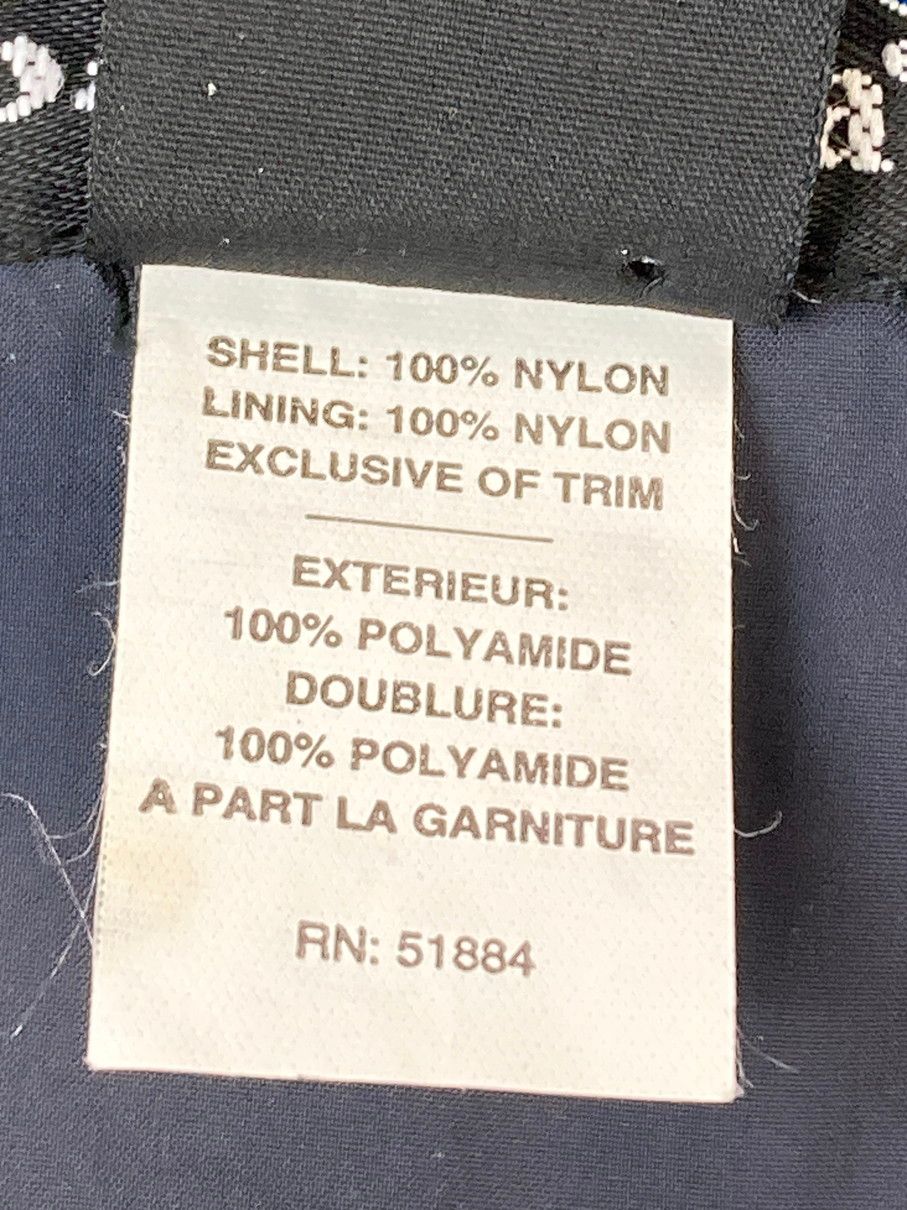 SHELL: 100% NYLON
LINING: 100% NYLON
EXCLUSIVE OF TRIM
EXTERIEUR:
100% POLYAMIDE
DOUBLURE:
100% POLYAMIDE
A PART LA GARNITURE
RN: 51884